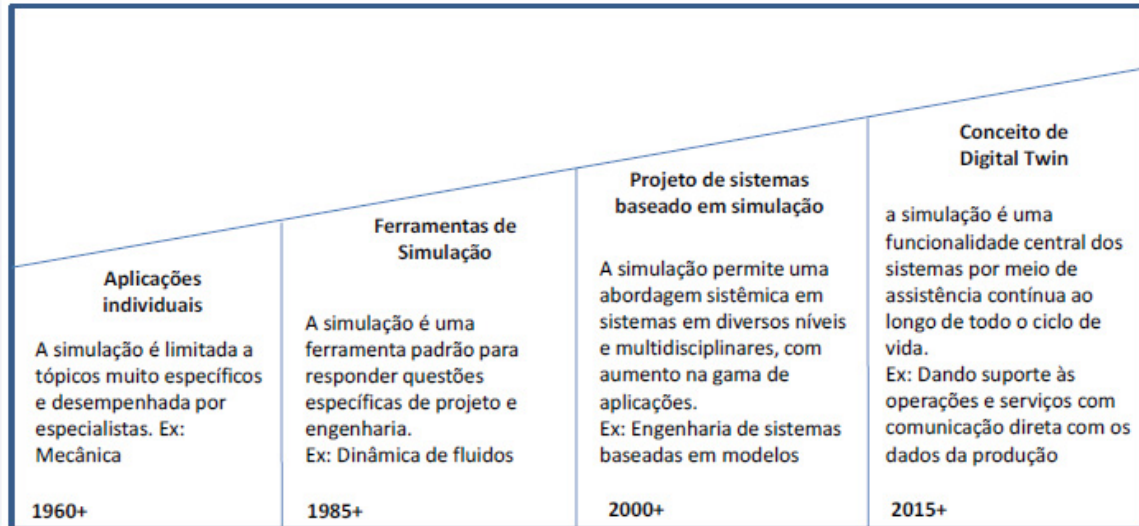 Aplicações
individuais
A simulação é limitada a
tópicos muito específicos
e desempenhada por
especialistas. Ex:
Mecânica
1960+
Ferramentas de
Simulação
A simulação é uma
ferramenta padrão para
responder questões
específicas de projeto e
engenharia.
Ex: Dinâmica de fluidos
1985+
Projeto de sistemas
baseado em simulação
A simulação permite uma
abordagem sistêmica em
sistemas em diversos níveis
e multidisciplinares, com
aumento na gama de
aplicações.
Ex: Engenharia de sistemas
baseadas em modelos
2000+
Conceito de
Digital Twin
a simulação é uma
funcionalidade central dos
sistemas por meio de
assistência contínua ao
longo de todo o ciclo de
vida.
Ex: Dando suporte às
operações e serviços com
comunicação direta com os
dados da produção
2015+